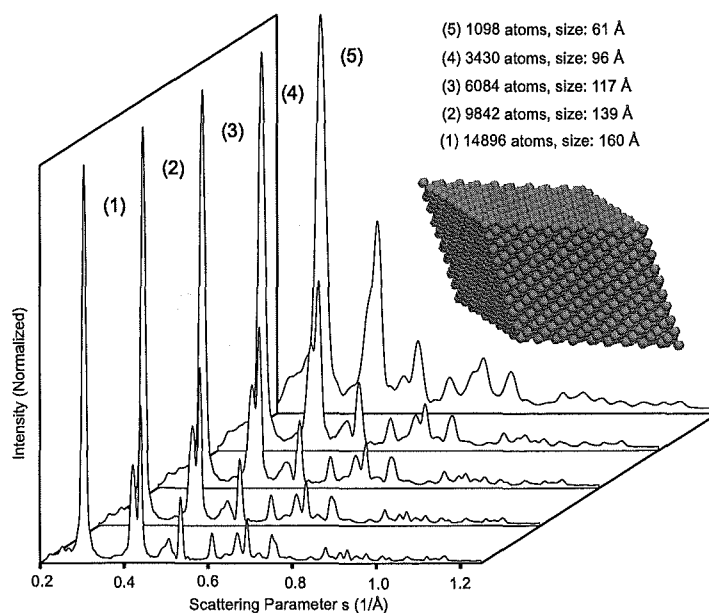 (5) 1098 atoms, size: 61 Å
(4) 3430 atoms, size: 96 Å
(3) 6084 atoms, size: 117 Å
(2) 9842 atoms, size: 139 Å
(1) 14896 atoms, size: 160 Å
(5)
(4)
(3)
(2)
(1)
Intensity (Normalized)
0.2 0.4 0.6 0.8 1.0 1.2
Scattering Parameter s (1/Å)